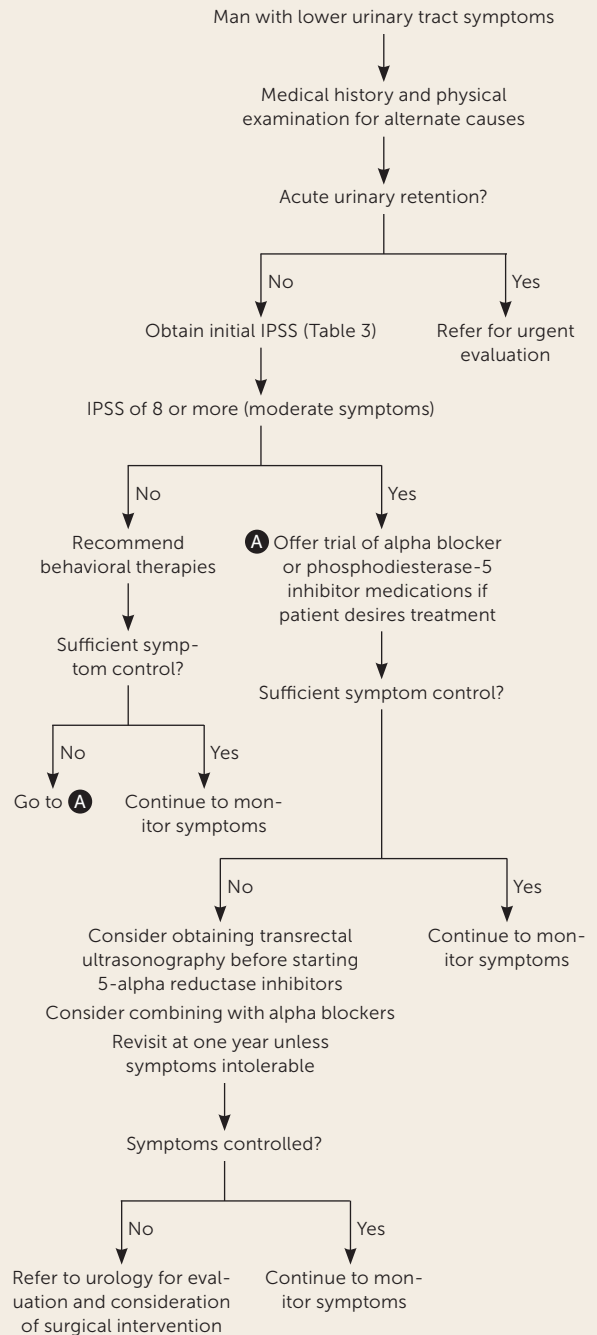 Man with lower urinary tract symptoms
Medical history and physical
examination for alternate causes
Acute urinary retention?
No
Yes
Obtain initial IPSS (Table 3)
Refer for urgent
evaluation
IPSS of 8 or more (moderate symptoms)
No
Yes
Recommend
behavioral therapies
A Offer trial of alpha blocker
or phosphodiesterase-5
inhibitor medications if
patient desires treatment
Sufficient symp-
tom control?
Sufficient symptom control?
No
Yes
Go to A
Continue to mon-
itor symptoms
No
Yes
Consider obtaining transrectal
ultrasonography before starting
5-alpha reductase inhibitors
Consider combining with alpha blockers
Revisit at one year unless
symptoms intolerable
Continue to mon-
itor symptoms
Symptoms controlled?
No
Yes
Refer to urology for eval-
uation and consideration
of surgical intervention
Continue to mon-
itor symptoms